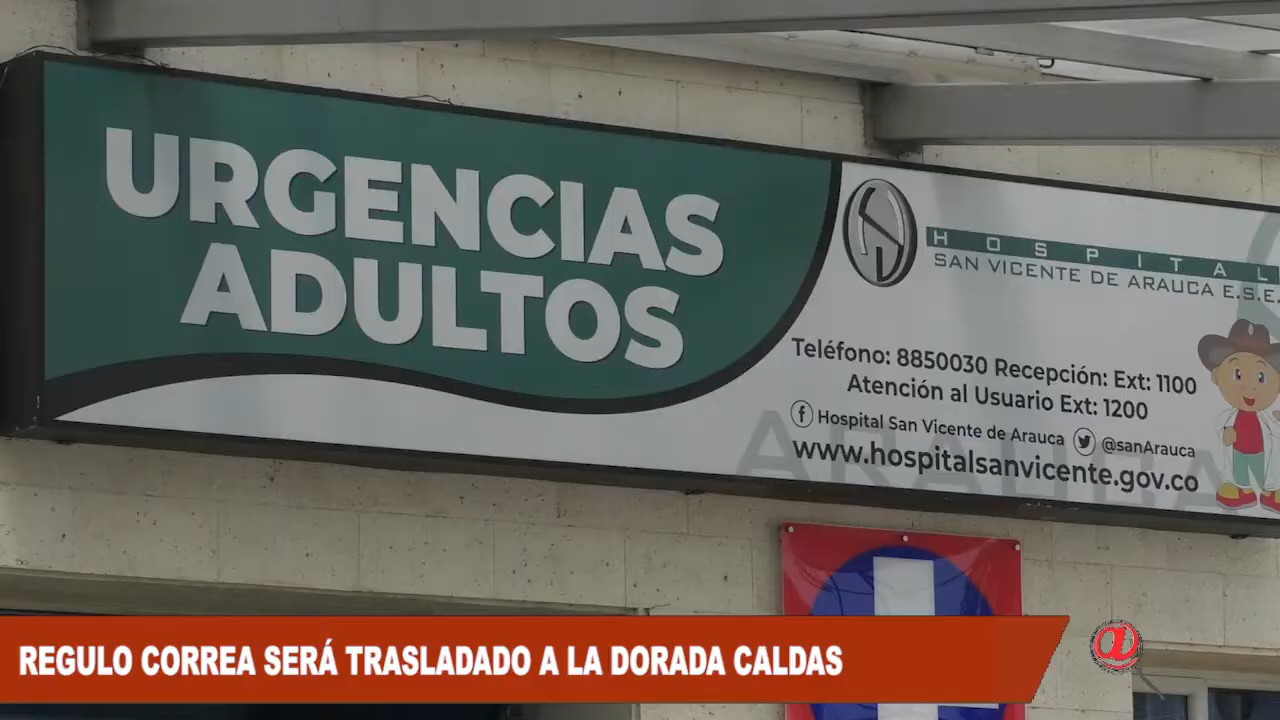 URGENCIAS
ADULTOS
HOSPITAL
SAN VICENTE DE ARAUCA E.S.E.
Teléfono: 8850030 Recepción: Ext: 1100
Atención al Usuario Ext: 1200
Hospital San Vicente de Arauca @sanArauca
www.hospitalsanvicente.gov.co
ARAUCA
REGULO CORREA SERÁ TRASLADADO A LA DORADA CALDAS